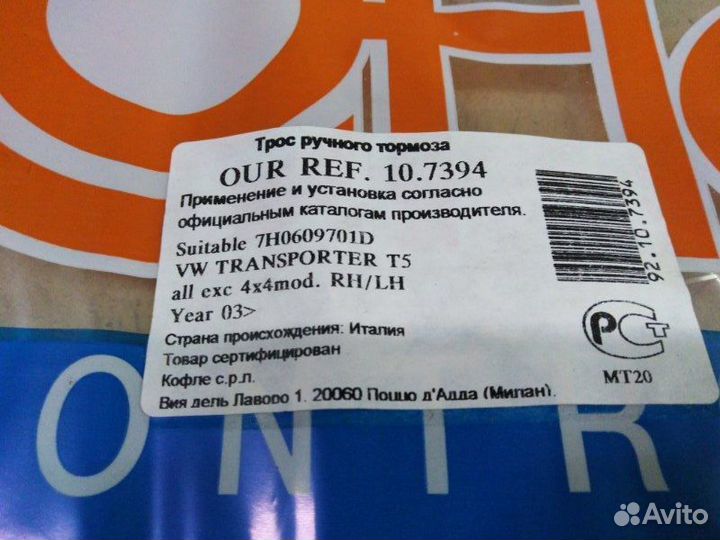 Трос ручного тормоза
OUR REF. 10.7394
Применение и установка согласно
официальным каталогам производителя.
Suitable 7H0609701D
VW TRANSPORTER T5
all exc 4x4mod. RH/LH
Year 03>
Страна происхождения: Италия
Товар сертифицирован
Кофле с.р.л.
Вия дель Лаворо 1, 20060 Поццо д'Адда (Милан).
92.10.7394
РСТ
МТ20
ONTR
Avito